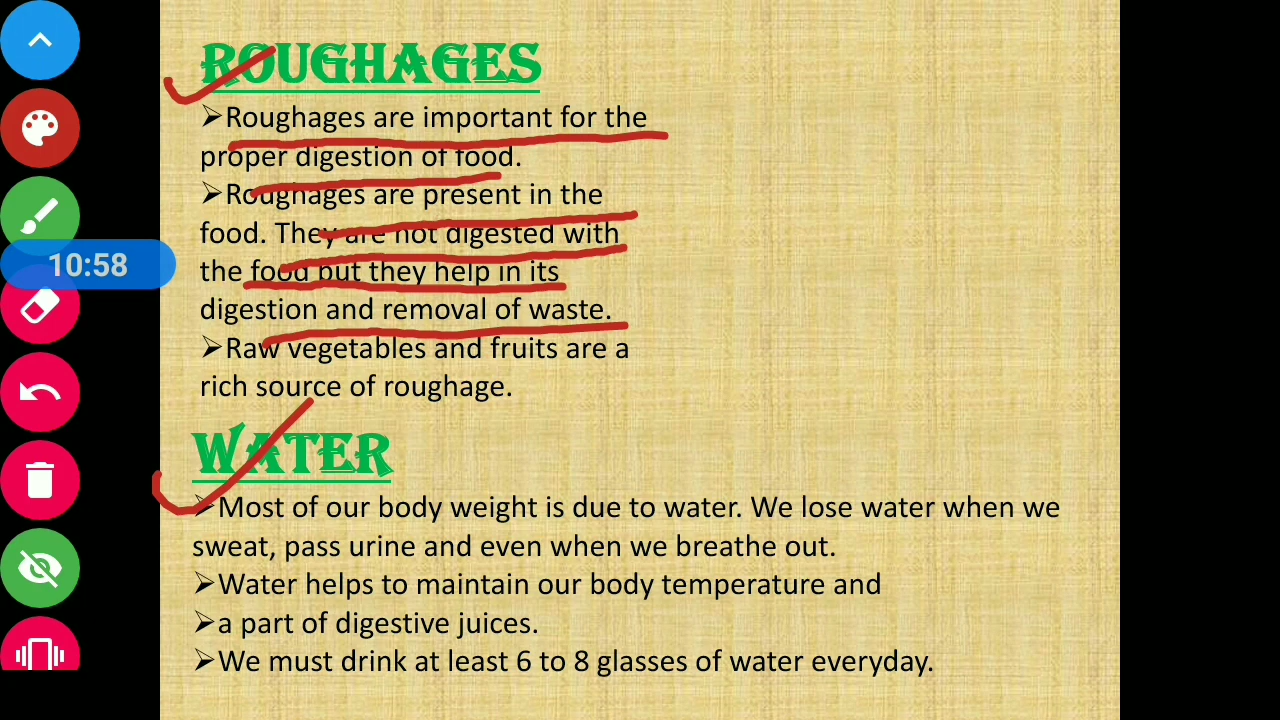 ROUGHAGES
➢Roughages are important for the
proper digestion of food.
➢Roughages are present in the
food. They are not digested with
the food but they help in its
digestion and removal of waste.
➢Raw vegetables and fruits are a
rich source of roughage.
WATER
➢Most of our body weight is due to water. We lose water when we
sweat, pass urine and even when we breathe out.
➢Water helps to maintain our body temperature and
➢a part of digestive juices.
➢We must drink at least 6 to 8 glasses of water everyday.
10:58